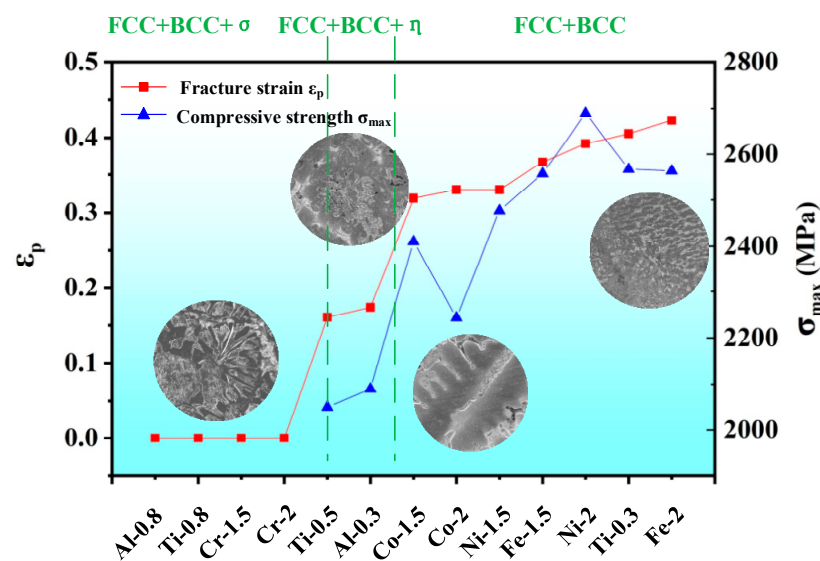 FCC+BCC+ σ FCC+BCC+ η FCC+BCC
0.5 2800
Fracture strain εp
Compressive strength σmax
0.4
2600
0.3
εp
2400
σmax (MPa)
0.2
2200
0.1
0.0
2000
Al-0.8 Ti-0.8 Cr-1.5 Cr-2 Ti-0.5 Al-0.3 Co-1.5 Co-2 Ni-1.5 Fe-1.5 Ni-2 Ti-0.3 Fe-2